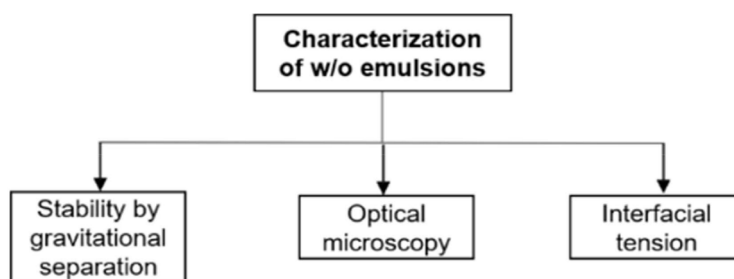 Characterization
of w/o emulsions
Stability by
gravitational
separation
Optical
microscopy
Interfacial
tension